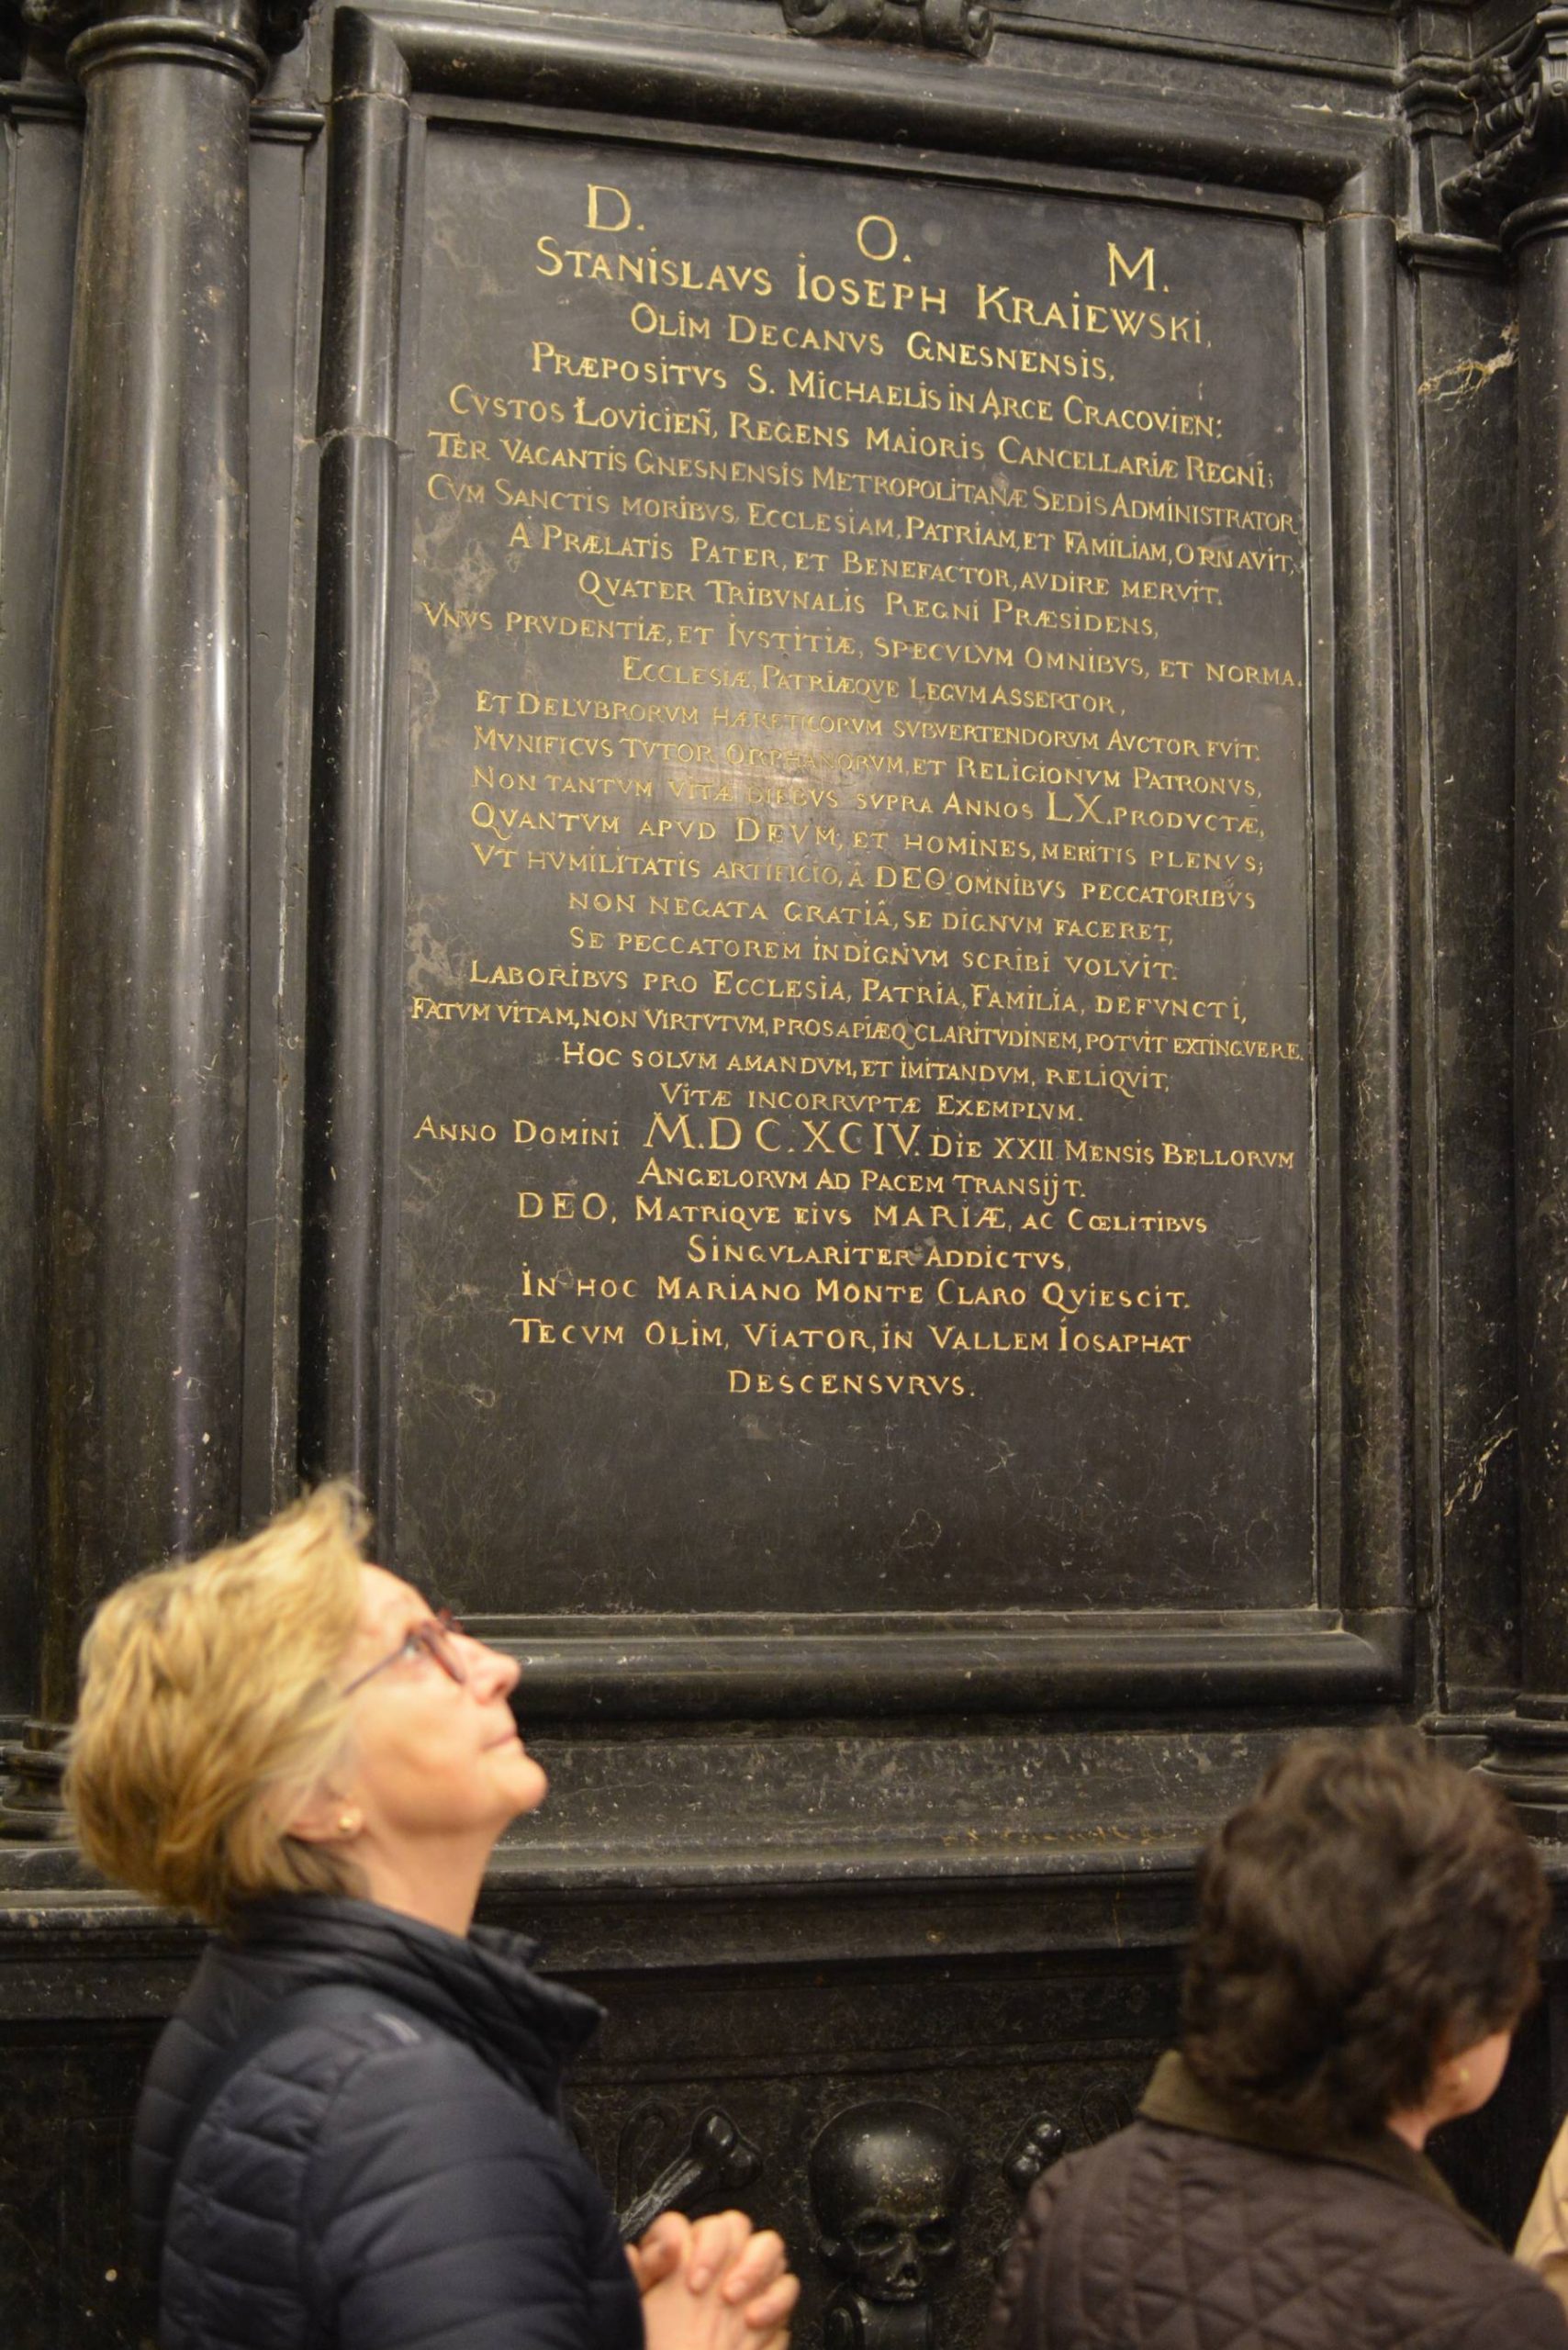 D. O. M.
STANISLAVS IOSEPH KRAIEWSKI,
OLIM DECANVS GNESNENSIS,
PRÆPOSITVS S. MICHAELIS IN ARCE CRACOVIEN:
CVSTOS ŁOVICIEÑ, REGENS MAIORIS CANCELLARIÆ REGNI;
TER VACANTIS GNESNENSIS METROPOLITANÆ SEDIS ADMINISTRATOR
CVM SANCTIS MORIBVS, ECCLESIAM, PATRIAM, ET FAMILIAM, ORNAVIT,
A PRÆLATIS PATER, ET BENEFACTOR, AVDIRE MERVIT.
QVATER TRIBVNALIS REGNI PRÆSIDENS,
VNVS PRVDENTIÆ, ET IVSTITIÆ, SPECVLVM OMNIBVS, ET NORMA.
ECCLESIÆ, PATRIÆQVE LEGVM ASSERTOR,
ET DELVBRORVM HÆRETICORVM SVBVERTENDORVM AVCTOR FVIT.
MVNIFICVS TVTOR ORPHANORVM, ET RELIGIONVM PATRONVS,
NON TANTVM VITÆ DIEBVS SVPRA ANNOS LX. PRODVCTÆ,
QVANTVM APVD DEVM, ET HOMINES, MERITIS PLENVS;
VT HVMILITATIS ARTIFICIO, Â DEO OMNIBVS PECCATORIBVS
NON NEGATA GRATIÂ, SE DIGNVM FACERET,
SE PECCATOREM INDIGNVM SCRIBI VOLVIT.
LABORIBVS PRO ECCLESIA, PATRIA, FAMILIA, DEFVNCTI,
FATVM VITAM, NON VIRTVTVM, PROSAPIÆQ CLARITVDINEM, POTVIT EXTINGVERE.
HOC SOLVM AMANDVM, ET IMITANDVM, RELIQVIT,
VITÆ INCORRVPTÆ EXEMPLVM.
ANNO DOMINI M.DC.XCIV. DIE XXII MENSIS BELLORVM
ANGELORVM AD PACEM TRANSIJT.
DEO, MATRIQVE EIVS MARIÆ, AC CŒLITIBVS
SINGVLARITER ADDICTVS,
IN HOC MARIANO MONTE CLARO QVIESCIT.
TECVM OLIM, VIATOR, IN VALLEM IOSAPHAT
DESCENSVRVS.